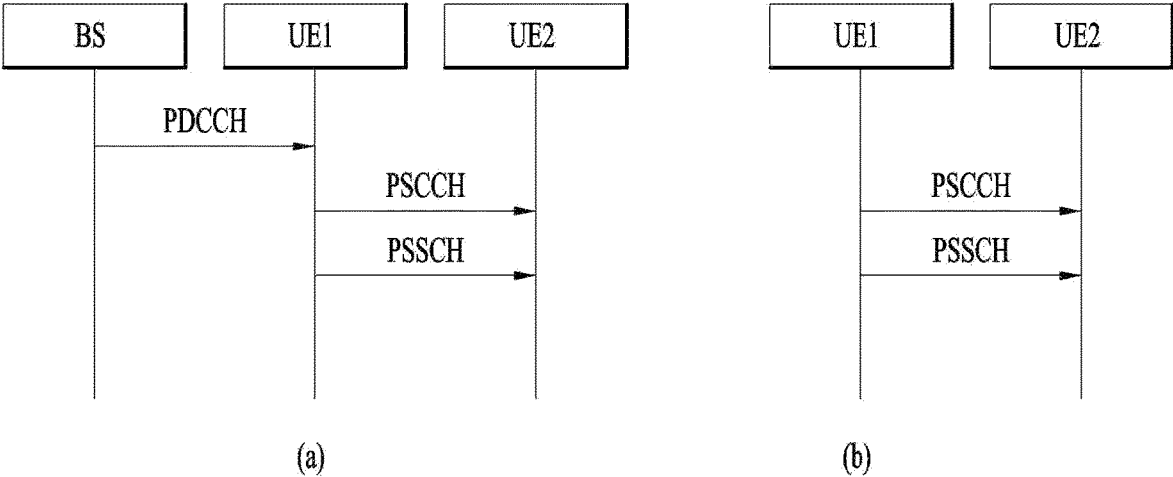 BS UE1 UE2 UE1 UE2
PDCCH
PSCCH PSCCH
PSSCH PSSCH
(a) (b)